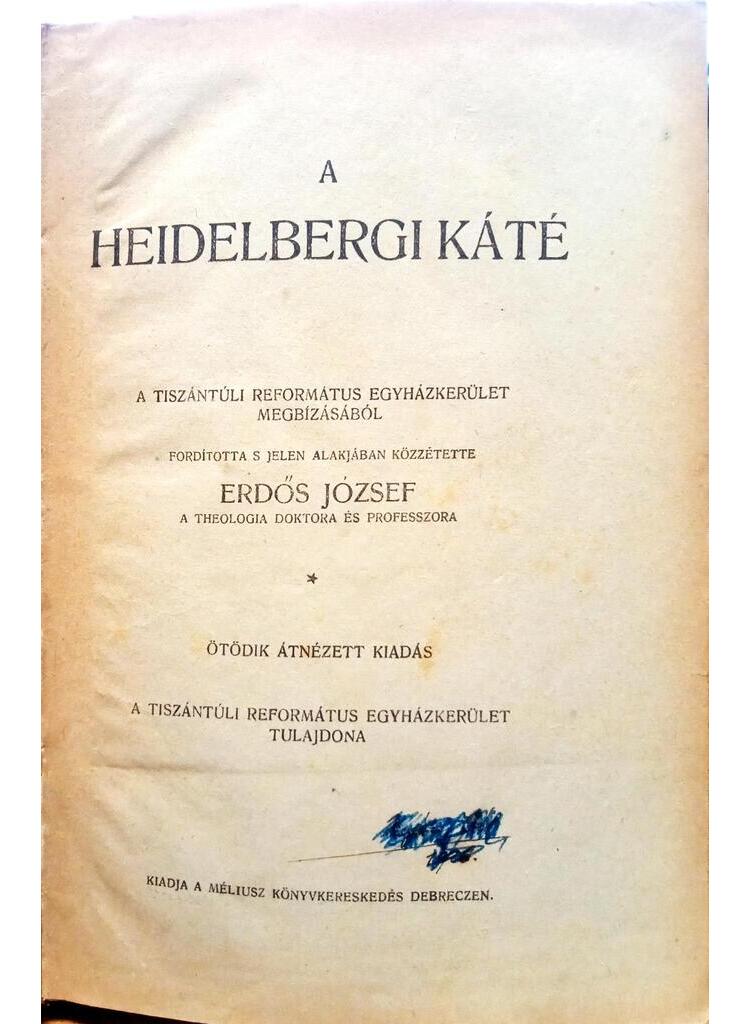 A
HEIDELBERGI KÁTÉ
A TISZÁNTÚLI REFORMÁTUS EGYHÁZKERÜLET
MEGBÍZÁSÁBÓL
FORDÍTOTTA S JELEN ALAKJÁBAN KÖZZÉTETTE
ERDŐS JÓZSEF
A THEOLOGIA DOKTORA ÉS PROFESSZORA
*
ÖTÖDIK ÁTNÉZETT KIADÁS
A TISZÁNTÚLI REFORMÁTUS EGYHÁZKERÜLET
TULAJDONA
KIADJA A MÉLIUSZ KÖNYVKERESKEDÉS DEBRECZEN.